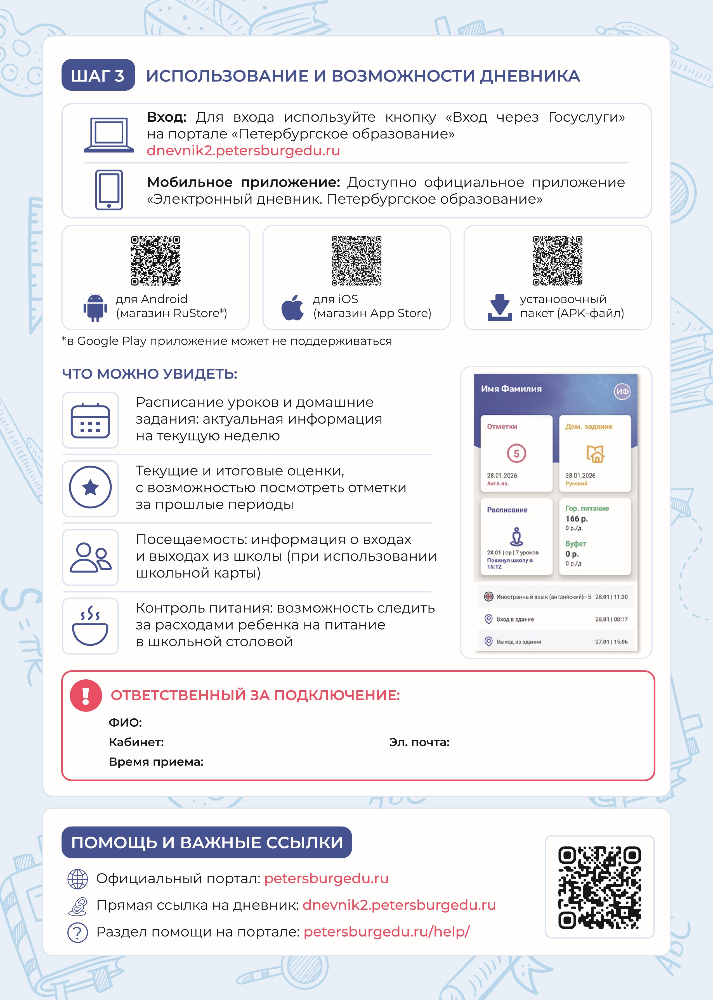 ШАГ 3
ИСПОЛЬЗОВАНИЕ И ВОЗМОЖНОСТИ ДНЕВНИКА
Вход: Для входа используйте кнопку «Вход через Госуслуги»
на портале «Петербургское образование»
dnevnik2.petersburgedu.ru
Мобильное приложение: Доступно официальное приложение
«Электронный дневник. Петербургское образование»
для Android
(магазин RuStore*)
для iOS
(магазин App Store)
установочный
пакет (APK-файл)
*в Google Play приложение может не поддерживаться
ЧТО МОЖНО УВИДЕТЬ:
Расписание уроков и домашние
задания: актуальная информация
на текущую неделю
Текущие и итоговые оценки,
с возможностью посмотреть отметки
за прошлые периоды
Посещаемость: информация о входах
и выходах из школы (при использовании
школьной карты)
Контроль питания: возможность следить
за расходами ребенка на питание
в школьной столовой
Имя Фамилия
ИФ
Отметки
5
28.01.2026
Англ.яз.
Дом. задание
28.01.2026
Русский
Расписание
28.01 | ср | 7 уроков
Покинул школу в
15:12
Гор. питание
166 р.
0 р./д.
Буфет
0 р.
0 р./д
Иностранный язык (английский) - 5 28.01 | 11:30
Вход в здание 28.01 | 08:17
Выход из здания 27.01 | 15:06
! ОТВЕТСТВЕННЫЙ ЗА ПОДКЛЮЧЕНИЕ:
ФИО:
Кабинет:
Эл. почта:
Время приема:
ПОМОЩЬ И ВАЖНЫЕ ССЫЛКИ
Официальный портал: petersburgedu.ru
Прямая ссылка на дневник: dnevnik2.petersburgedu.ru
? Раздел помощи на портале: petersburgedu.ru/help/
ABC
ABC